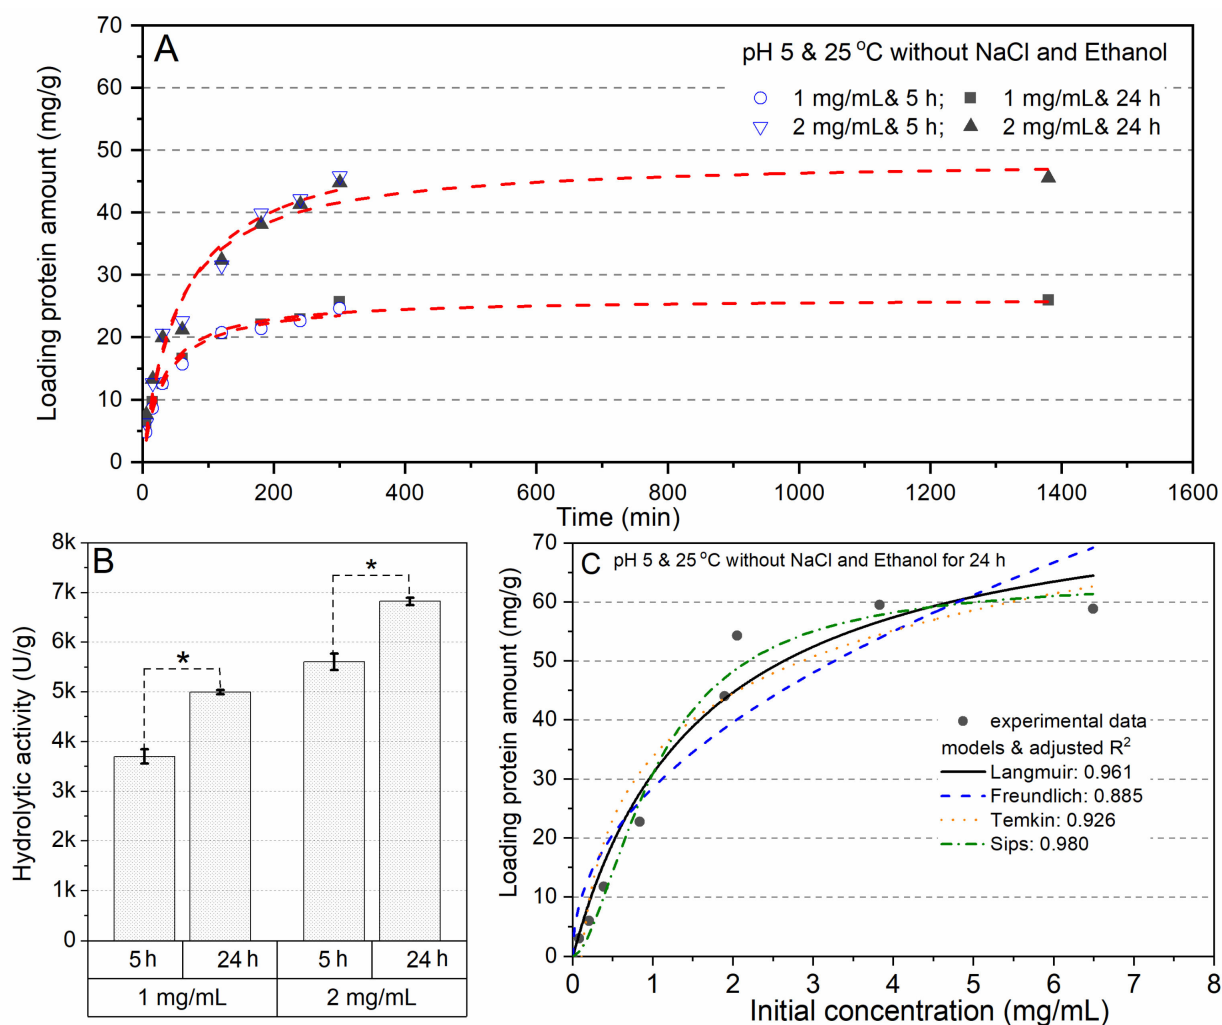 A
pH 5 & 25 °C without NaCl and Ethanol
1 mg/mL& 5 h; 1 mg/mL& 24 h
2 mg/mL& 5 h; 2 mg/mL& 24 h
Loading protein amount (mg/g)
70
60
50
40
30
20
10
0
0 200 400 600 800 1000 1200 1400 1600
Time (min)
B
Hydrolytic activity (U/g)
8k
7k
6k
5k
4k
3k
2k
1k
0
*
*
5 h 24 h 5 h 24 h
1 mg/mL 2 mg/mL
C pH 5 & 25 °C without NaCl and Ethanol for 24 h
Loading protein amount (mg/g)
70
60
50
40
30
20
10
0
experimental data
models & adjusted R²
Langmuir: 0.961
Freundlich: 0.885
Temkin: 0.926
Sips: 0.980
0 1 2 3 4 5 6 7 8
Initial concentration (mg/mL)